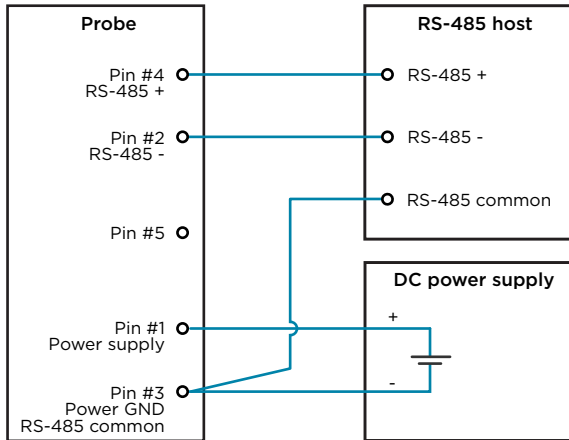 Probe
Pin #4
RS-485 +
Pin #2
RS-485 -
Pin #5
Pin #1
Power supply
Pin #3
Power GND
RS-485 common
RS-485 host
RS-485 +
RS-485 -
RS-485 common
DC power supply
+
-